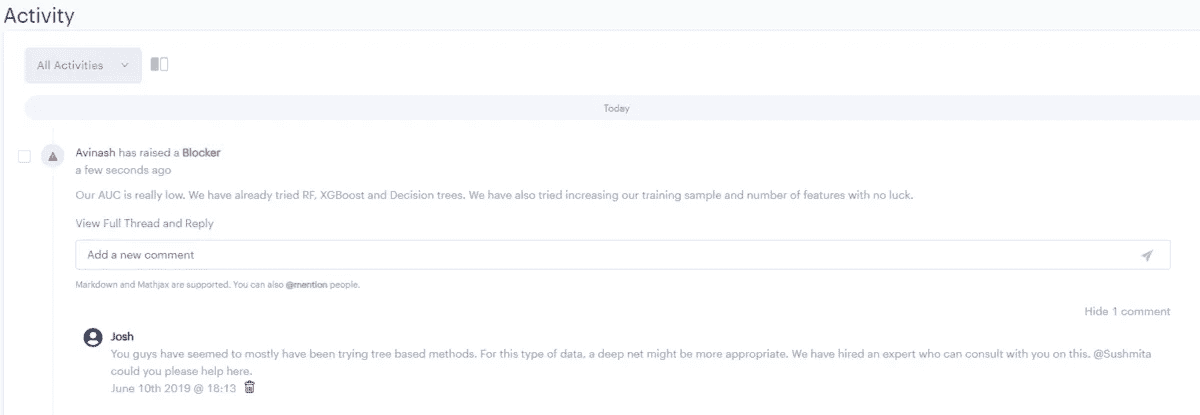 Activity
All Activities
Today
Avinash has raised a Blocker
a few seconds ago
Our AUC is really low. We have already tried RF, XGBoost and Decision trees. We have also tried increasing our training sample and number of features with no luck.
View Full Thread and Reply
Add a new comment
Markdown and Mathjax are supported. You can also @mention people.
Hide 1 comment
Josh
You guys have seemed to mostly have been trying tree based methods. For this type of data, a deep net might be more appropriate. We have hired an expert who can consult with you on this. @Sushmita
could you please help here.
June 10th 2019 @ 18:13